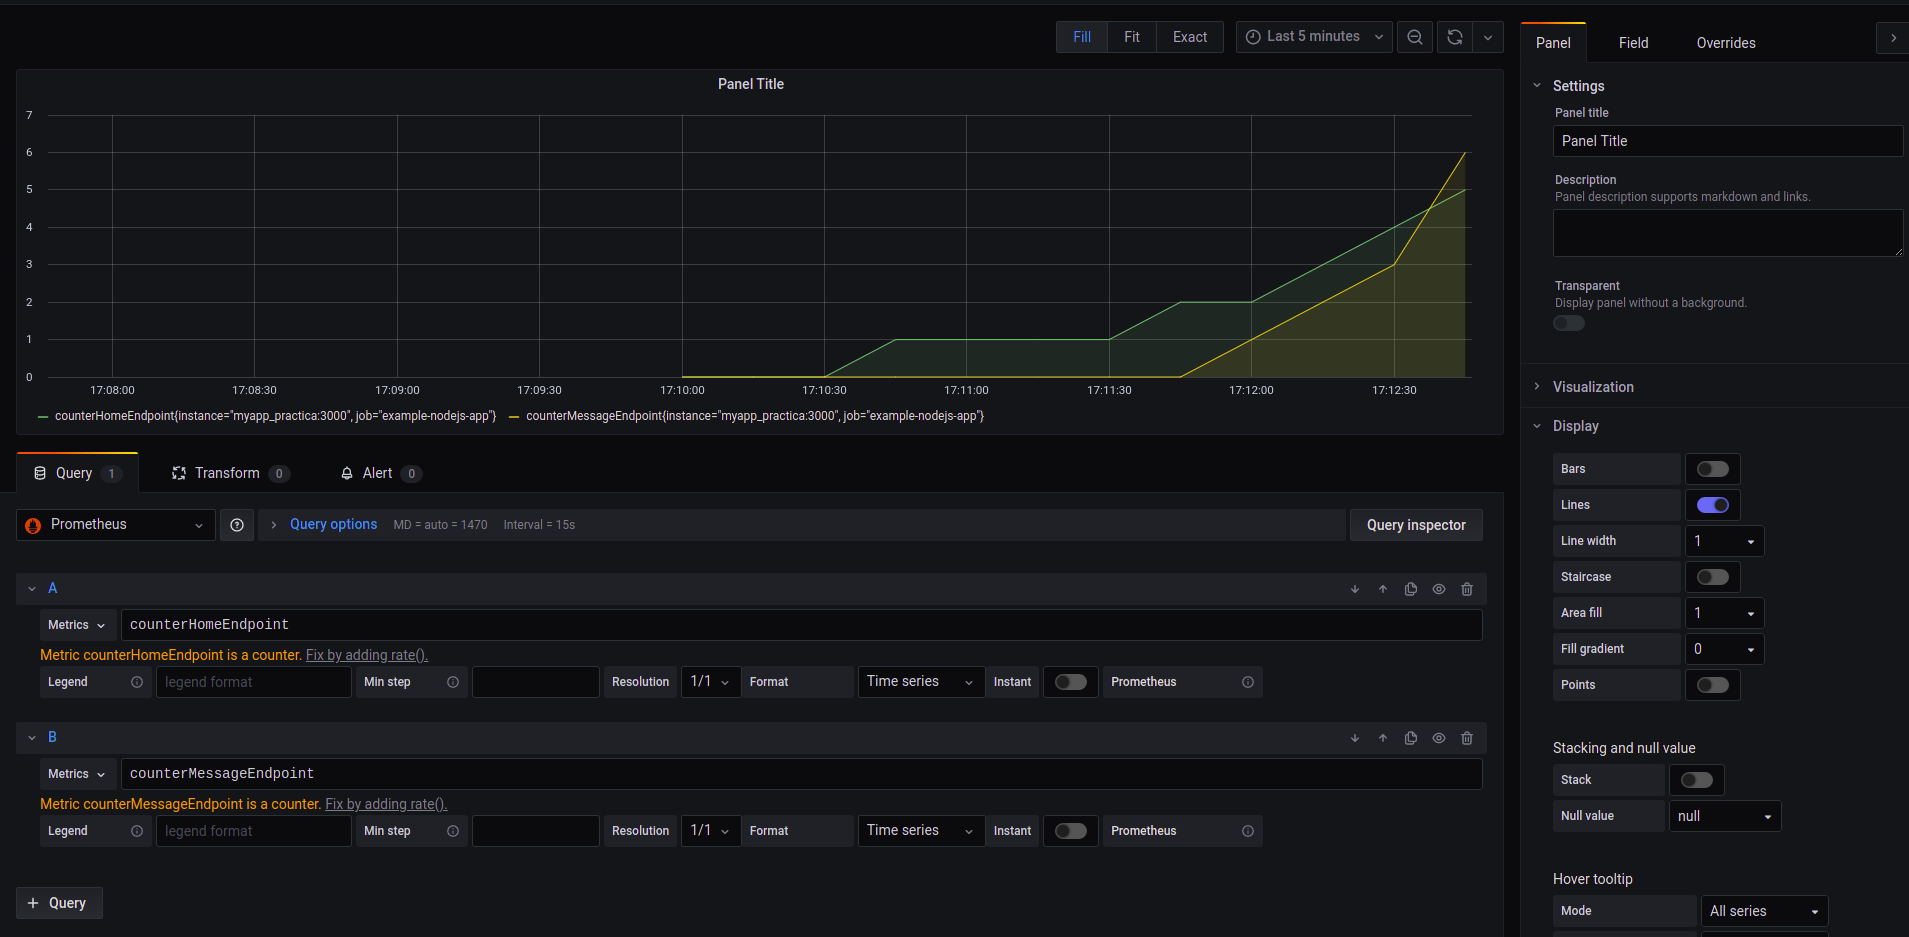 Fill Fit Exact Last 5 minutes
Panel Field Overrides
Panel Title
7
6
5
4
3
2
1
0
17:08:00 17:08:30 17:09:00 17:09:30 17:10:00 17:10:30 17:11:00 17:11:30 17:12:00 17:12:30
counterHomeEndpoint{instance="myapp_practica:3000", job="example-nodejs-app"} counterMessageEndpoint{instance="myapp_practica:3000", job="example-nodejs-app"}
Query 1 Transform 0 Alert 0
Prometheus Query options MD = auto = 1470 Interval = 15s Query inspector
A
Metrics counterHomeEndpoint
Metric counterHomeEndpoint is a counter. Fix by adding rate().
Legend legend format Min step Resolution 1/1 Format Time series Instant Prometheus
B
Metrics counterMessageEndpoint
Metric counterMessageEndpoint is a counter. Fix by adding rate().
Legend legend format Min step Resolution 1/1 Format Time series Instant Prometheus
+ Query
Settings
Panel title
Panel Title
Description
Panel description supports markdown and links.
Transparent
Display panel without a background.
Visualization
Display
Bars
Lines
Line width 1
Staircase
Area fill 1
Fill gradient 0
Points
Stacking and null value
Stack
Null value null
Hover tooltip
Mode All series